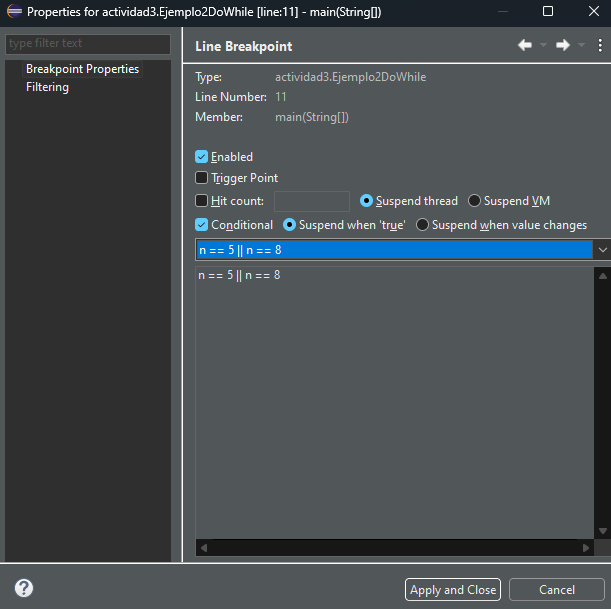 Properties for actividad3.Ejemplo2DoWhile [line:11] - main(String[])
type filter text
Breakpoint Properties
Filtering
Line Breakpoint
Type: actividad3.Ejemplo2DoWhile
Line Number: 11
Member: main(String[])
Enabled
Trigger Point
Hit count: Suspend thread Suspend VM
Conditional Suspend when 'true' Suspend when value changes
n == 5 || n == 8
n == 5 || n == 8
? Apply and Close Cancel